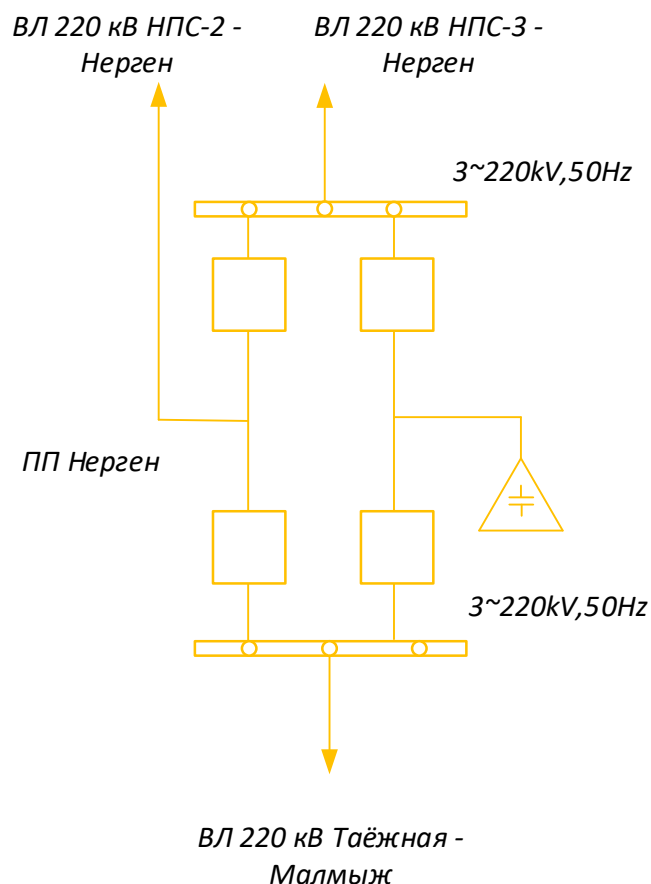 ВЛ 220 кВ НПС-2 -
Нерген
ВЛ 220 кВ НПС-3 -
Нерген
3~220kV,50Hz
ПП Нерген
3~220kV,50Hz
ВЛ 220 кВ Таёжная -
Малмыж